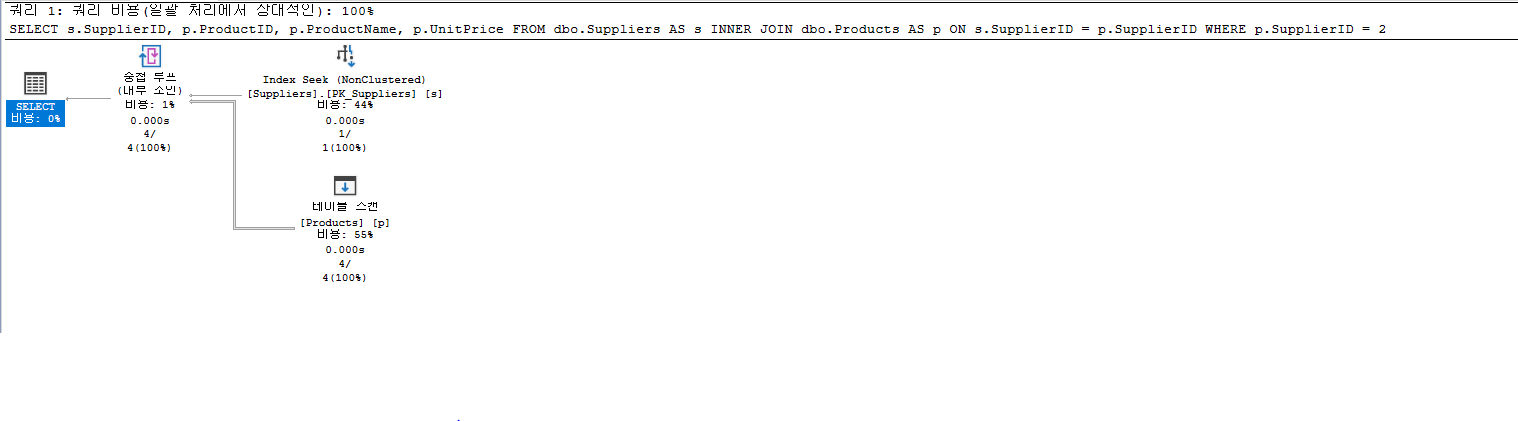 쿼리 1: 쿼리 비용(일괄 처리에서 상대적인): 100%
SELECT s.SupplierID, p.ProductID, p.ProductName, p.UnitPrice FROM dbo.Suppliers AS s INNER JOIN dbo.Products AS p ON s.SupplierID = p.SupplierID WHERE p.SupplierID = 2
SELECT
비용: 0%
중첩 루프
(내부 조인)
비용: 1%
0.000s
4/
4(100%)
Index Seek (NonClustered)
[Suppliers].[PK_Suppliers] [s]
비용: 44%
0.000s
1/
1(100%)
테이블 스캔
[Products] [p]
비용: 55%
0.000s
4/
4(100%)